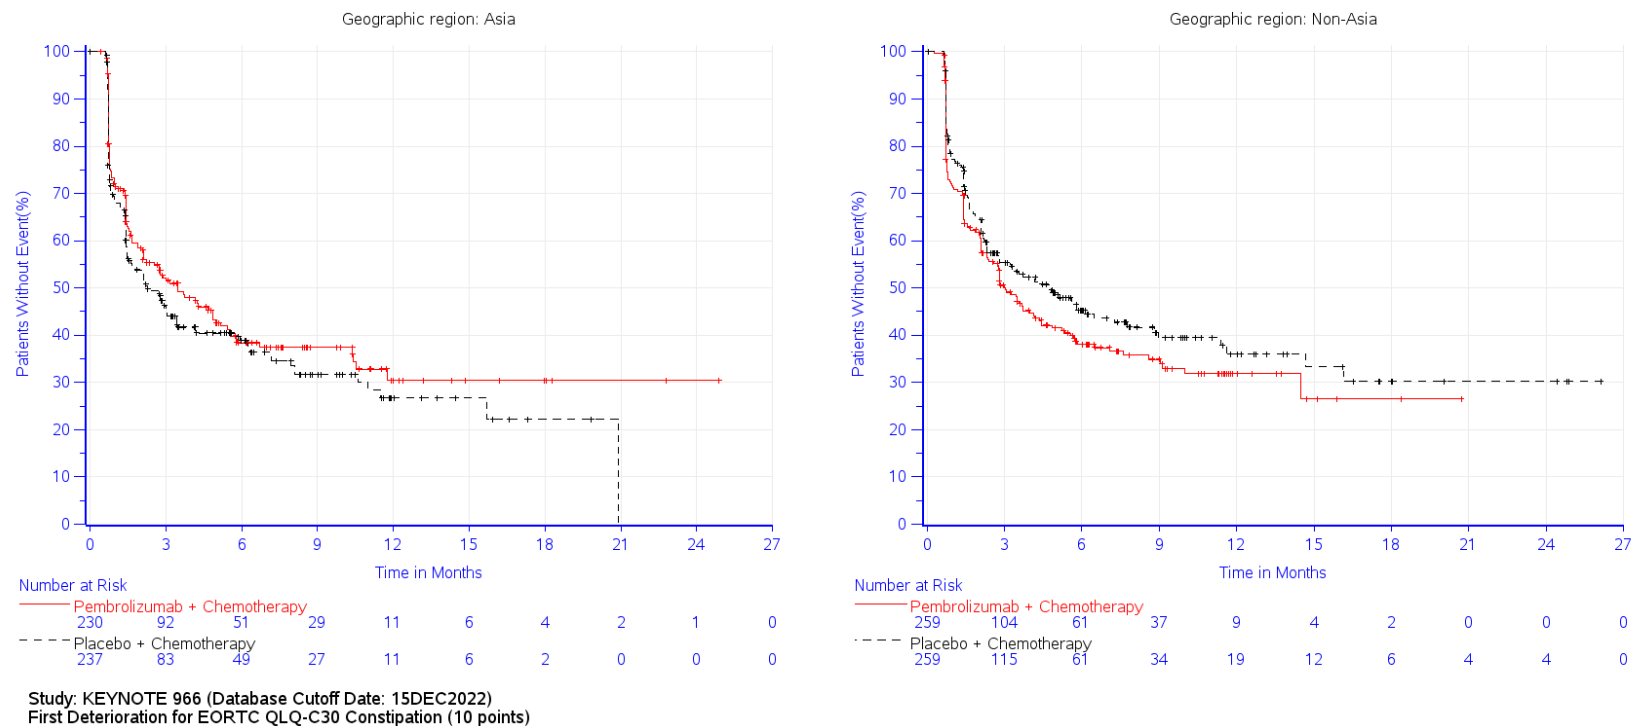 Geographic region: Asia
Patients Without Event(%)
100
90
80
70
60
50
40
30
20
10
0
0 3 6 9 12 15 18 21 24 27
Time in Months
Number at Risk
Pembrolizumab + Chemotherapy
230 92 51 29 11 6 4 2 1 0
Placebo + Chemotherapy
237 83 49 27 11 6 2 0 0 0
Geographic region: Non-Asia
Patients Without Event(%)
100
90
80
70
60
50
40
30
20
10
0
0 3 6 9 12 15 18 21 24 27
Time in Months
Number at Risk
Pembrolizumab + Chemotherapy
259 104 61 37 9 4 2 0 0 0
Placebo + Chemotherapy
259 115 61 34 19 12 6 4 4 0
Study: KEYNOTE 966 (Database Cutoff Date: 15DEC2022)
First Deterioration for EORTC QLQ-C30 Constipation (10 points)